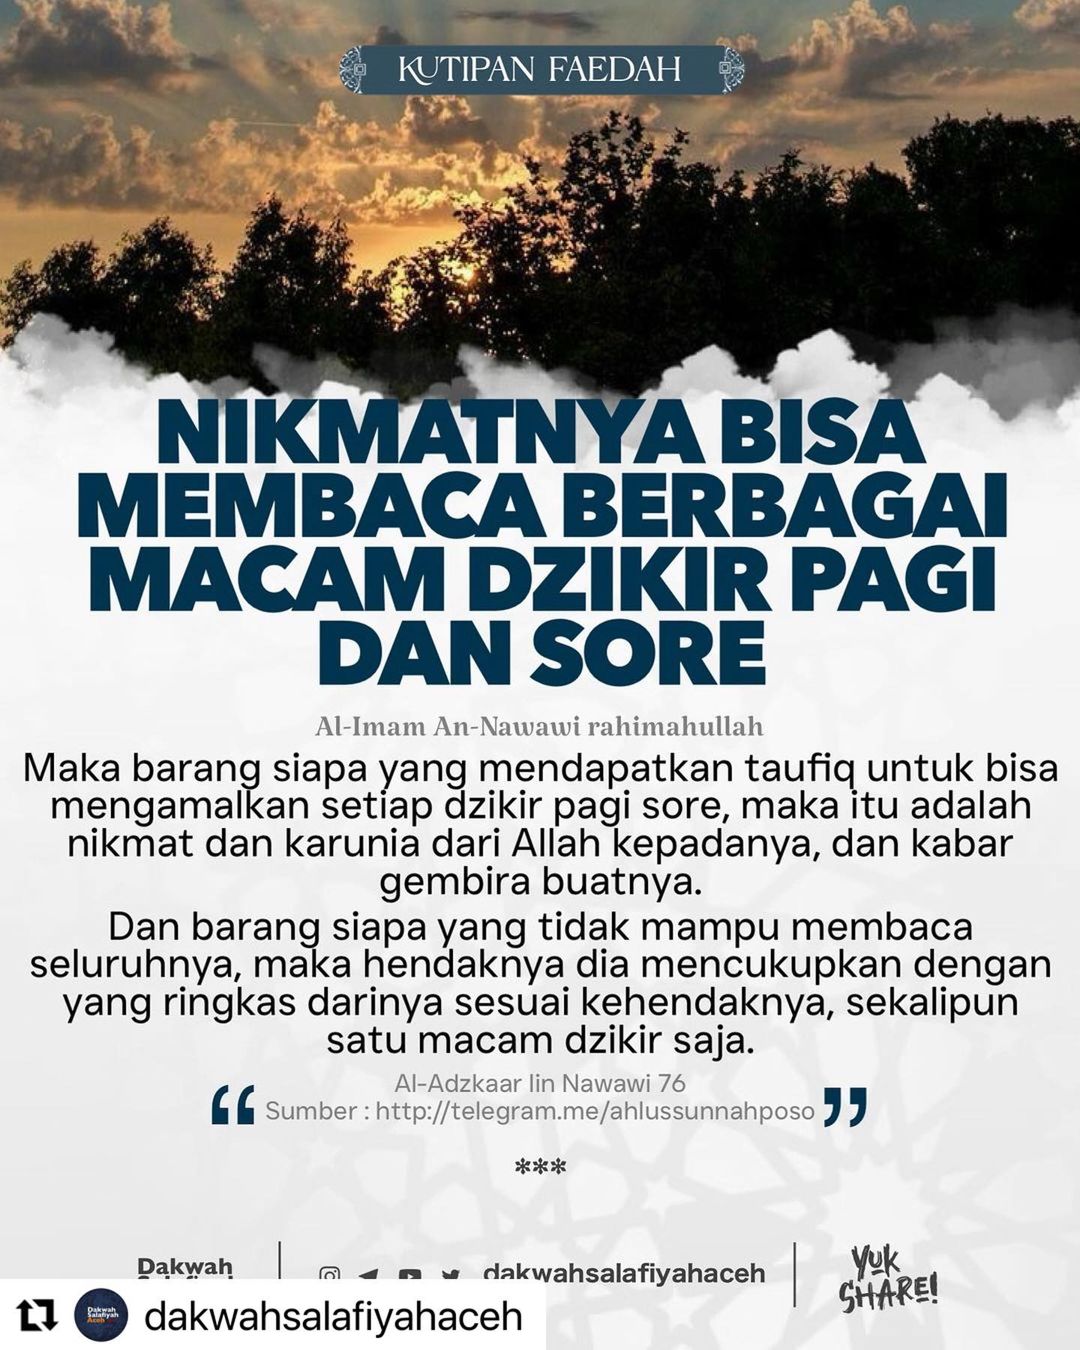 KUTIPAN FAEDAH
NIKMATNYA BISA
MEMBACA BERBAGAI
MACAM DZIKIR PAGI
DAN SORE
Al-Imam An-Nawawi rahimahullah
Maka barang siapa yang mendapatkan taufiq untuk bisa
mengamalkan setiap dzikir pagi sore, maka itu adalah
nikmat dan karunia dari Allah kepadanya, dan kabar
gembira buatnya.
Dan barang siapa yang tidak mampu membaca
seluruhnya, maka hendaknya dia mencukupkan dengan
yang ringkas darinya sesuai kehendaknya, sekalipun
satu macam dzikir saja.
Al-Adzkaar lin Nawawi 76
“ Sumber : http://telegram.me/ahlussunnahposo ”
***
Dakwah
dakwahsalafiyahaceh
YUK
SHARE!
Dakwah
Salafiyah
Aceh
dakwahsalafiyahaceh